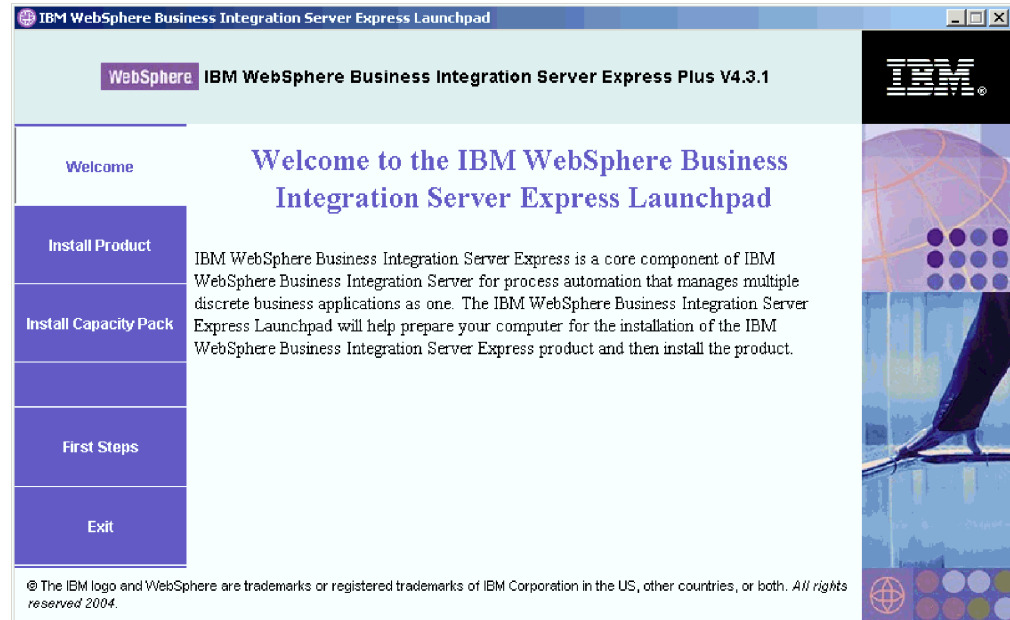 IBM WebSphere Business Integration Server Express Launchpad
WebSphere. IBM WebSphere Business Integration Server Express Plus V4.3.1
IBM®
Welcome
Install Product
Install Capacity Pack
First Steps
Exit
Welcome to the IBM WebSphere Business
Integration Server Express Launchpad
IBM WebSphere Business Integration Server Express is a core component of IBM
WebSphere Business Integration Server for process automation that manages multiple
discrete business applications as one. The IBM WebSphere Business Integration Server
Express Launchpad will help prepare your computer for the installation of the IBM
WebSphere Business Integration Server Express product and then install the product.
© The IBM logo and WebSphere are trademarks or registered trademarks of IBM Corporation in the US, other countries, or both. All rights
reserved 2004.